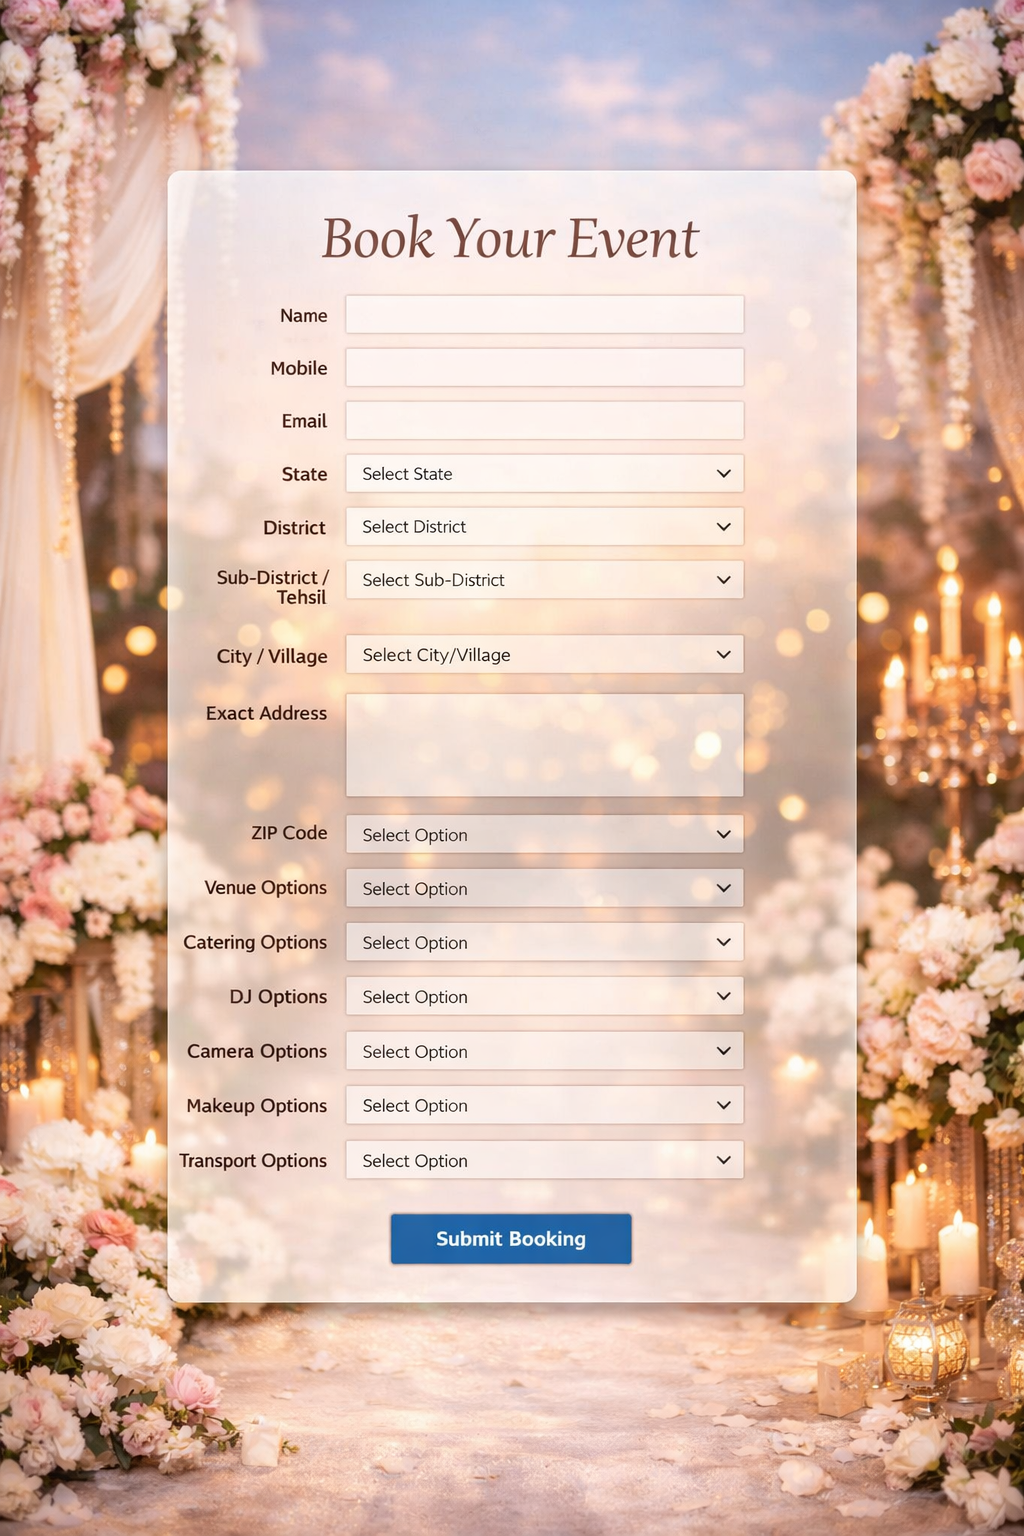 Book Your Event
Name
Mobile
Email
State Select State
District Select District
Sub-District / Select Sub-District
Tehsil
City / Village Select City/Village
Exact Address
ZIP Code Select Option
Venue Options Select Option
Catering Options Select Option
DJ Options Select Option
Camera Options Select Option
Makeup Options Select Option
Transport Options Select Option
Submit Booking